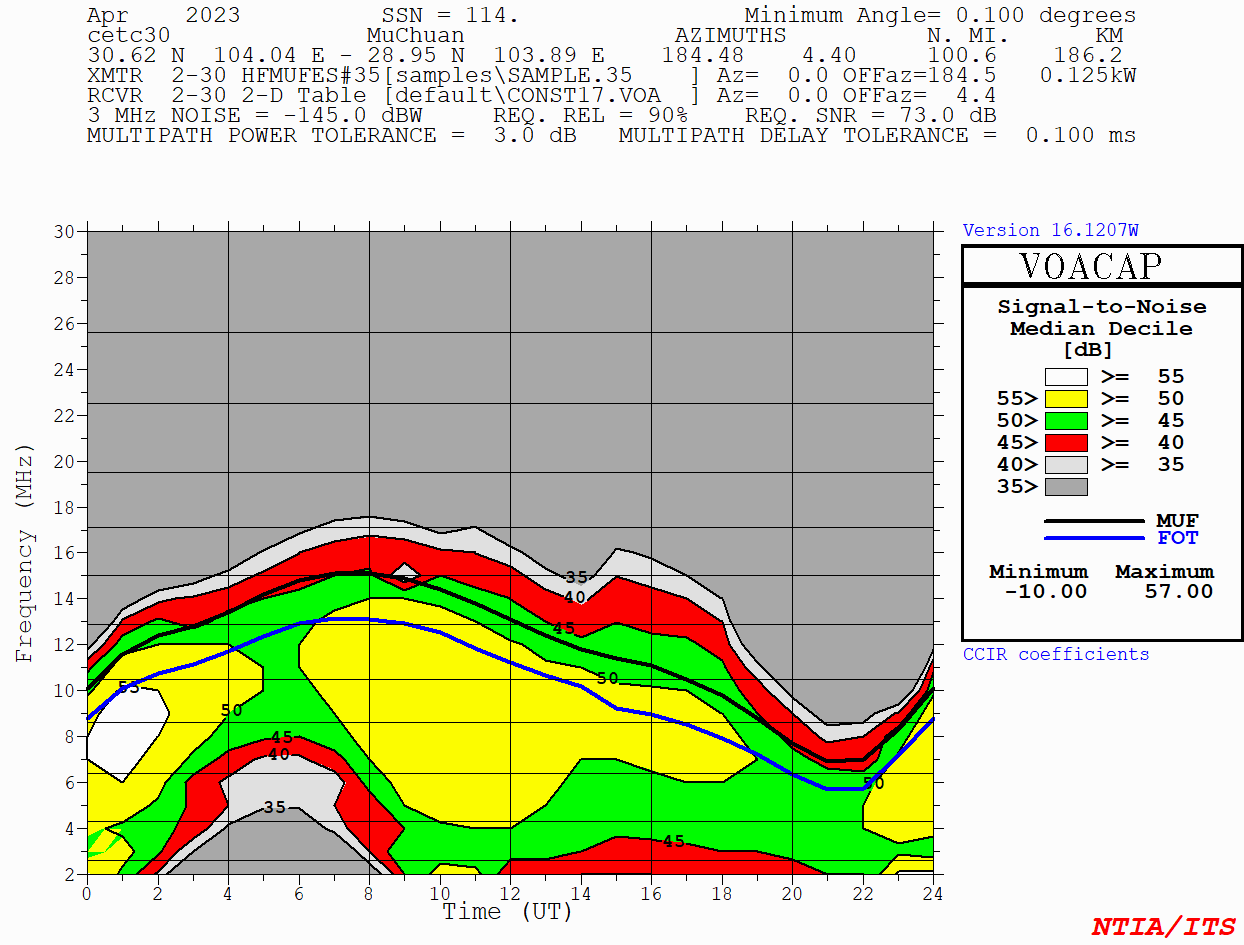 Apr    2023          SSN = 114.                Minimum Angle= 0.100 degrees
cetc30              MuChuan               AZIMUTHS          N. MI.      KM
30.62 N  104.04 E - 28.95 N  103.89 E    184.48    4.40     100.6    186.2
XMTR  2-30 HFMUFES#35[samples\SAMPLE.35    ] Az=  0.0 OFFaz=184.5   0.125kW
RCVR  2-30 2-D Table [default\CONST17.VOA  ] Az=  0.0 OFFaz=  4.4
3 MHz NOISE = -145.0 dBW     REQ. REL = 90%    REQ. SNR = 73.0 dB
MULTIPATH POWER TOLERANCE =  3.0 dB   MULTIPATH DELAY TOLERANCE =  0.100 ms
Version 16.1207W
VOACAP
Signal-to-Noise
Median Decile
[dB]
>= 55
55> >= 50
50> >= 45
45> >= 40
40> >= 35
35>
MUF
FOT
Minimum Maximum
-10.00 57.00
CCIR coefficients
Frequency (MHz)
30
28
26
24
22
20
18
16
14
12
10
8
6
4
2
35
40
45
50
55
50
45
40
35
50
45
0 2 4 6 8 10 12 14 16 18 20 22 24
Time (UT)
NTIA/ITS